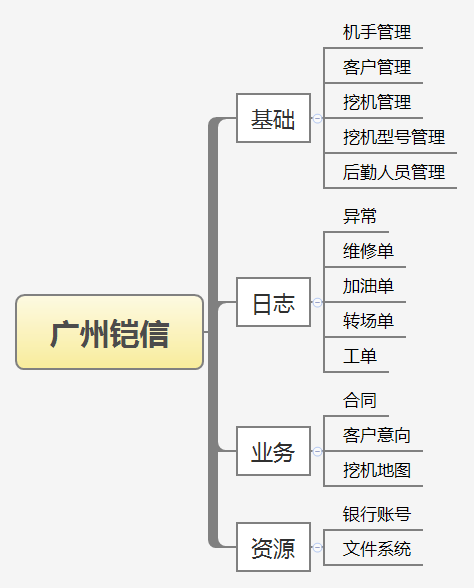 广州铠信
基础
机手管理
客户管理
挖机管理
挖机型号管理
后勤人员管理
日志
异常
维修单
加油单
转场单
工单
业务
合同
客户意向
挖机地图
资源
银行账号
文件系统